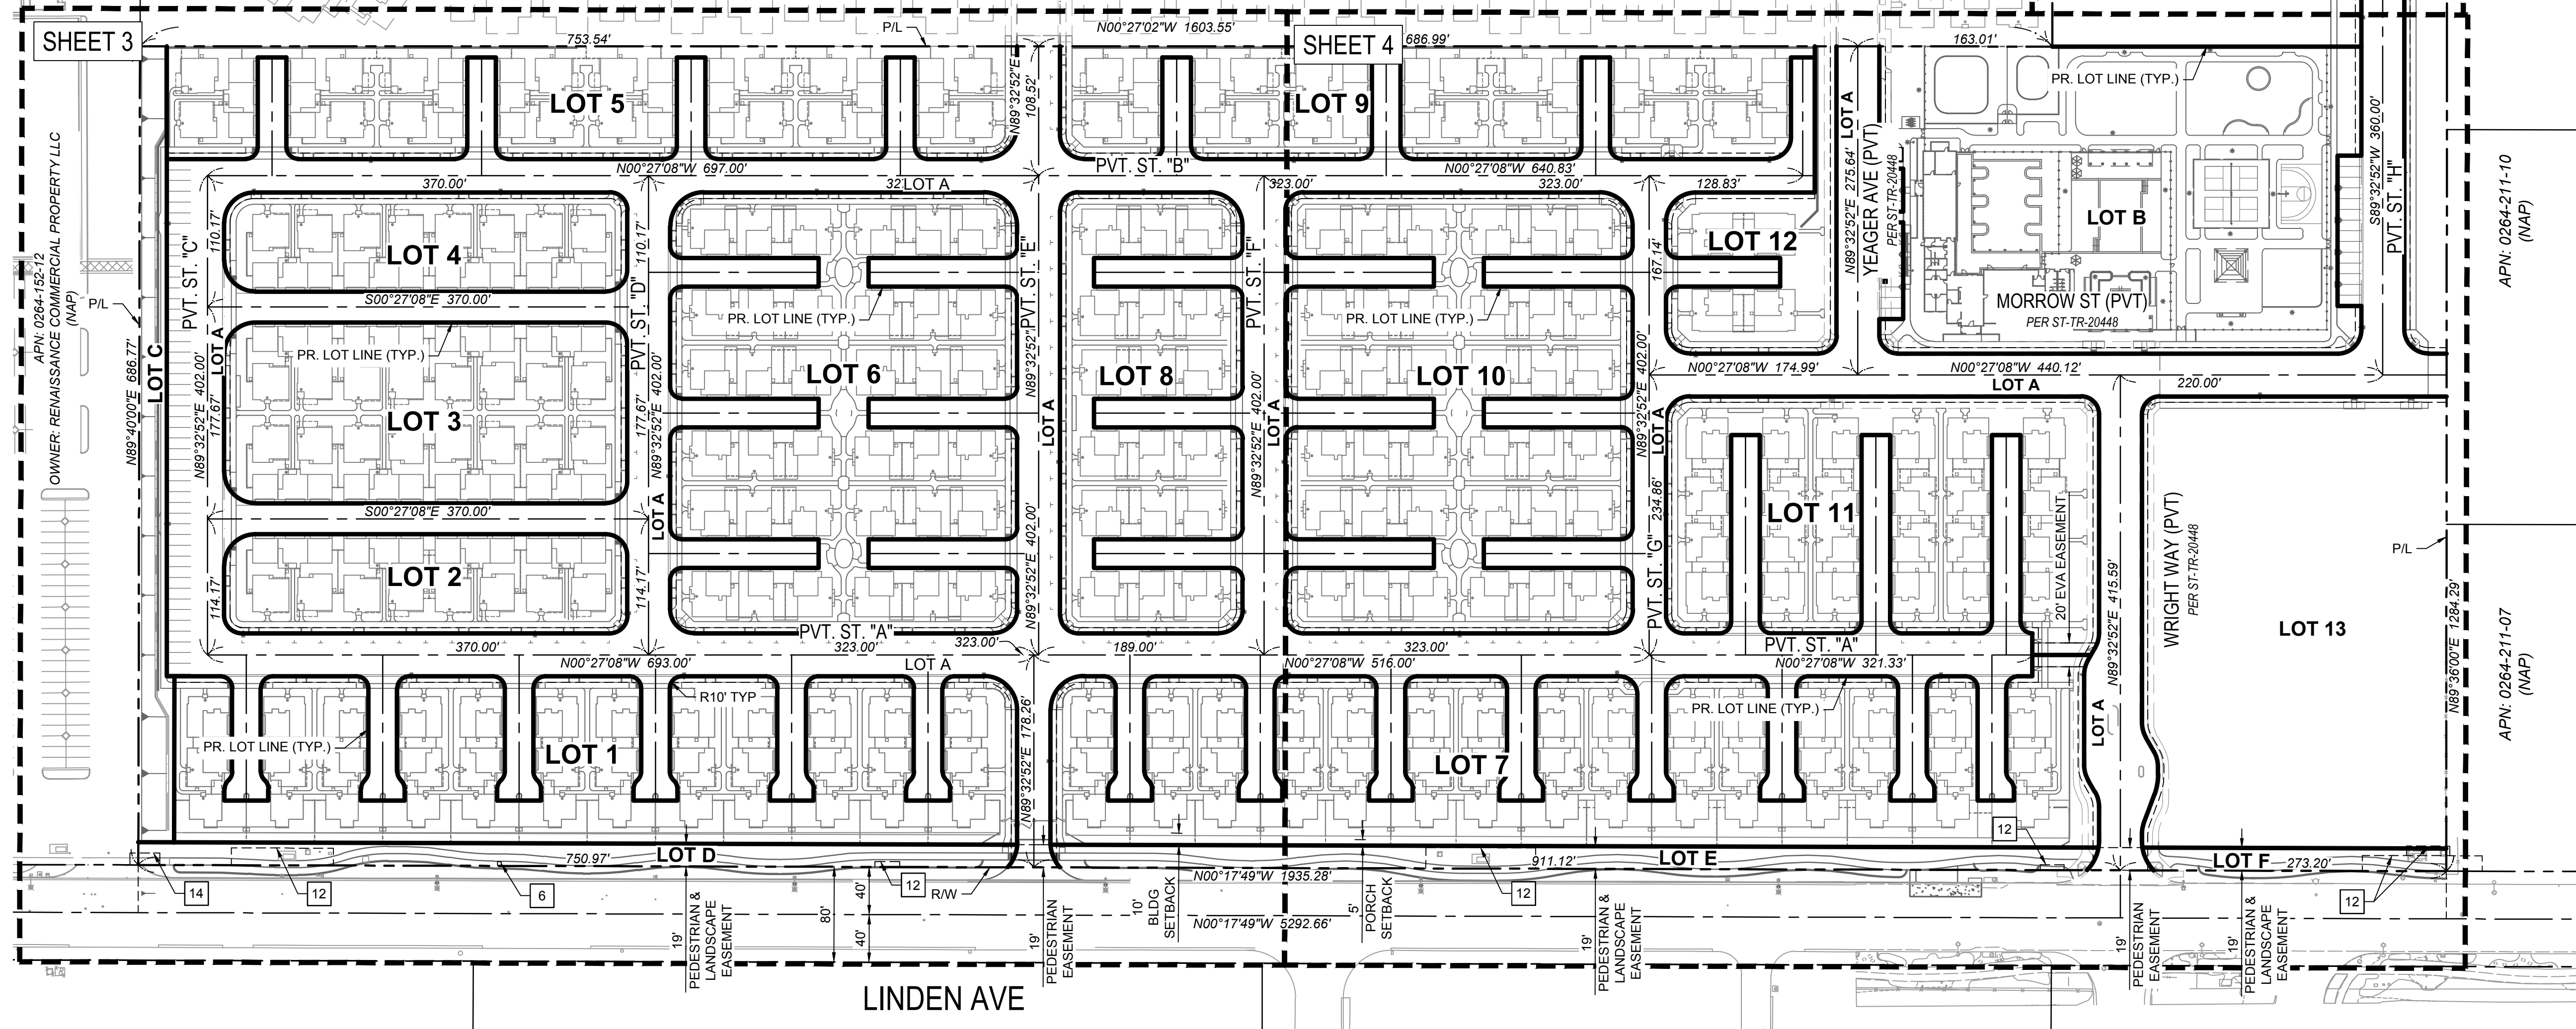 SHEET 3
753.54'
P/L
N00°27'02"W 1603.55'
SHEET 4
686.99'
163.01'
PR. LOT LINE (TYP.)
LOT 5
N89°32'52"E
108.52'
LOT 9
LOT A
N89°32'52"E 275.64'
YEAGER AVE (PVT)
PER ST-TR-20448
LOT B
MORROW ST (PVT)
PER ST-TR-20448
S89°32'52"W 360.00'
PVT. ST. "H"
APN: 0264-211-10
(NAP)
N00°27'08"W 697.00'
PVT. ST. "B"
N00°27'08"W 640.83'
370.00'
LOT A
323.00'
323.00'
128.83'
APN: 0264-152-12
OWNER: RENAISSANCE COMMERCIAL PROPERTY LLC
(NAP)
P/L
N89°40'00"E 686.77'
LOT C
PVT. ST. "C"
110.17'
LOT A
N89°32'52"E 402.00'
177.67'
114.17'
LOT 4
S00°27'08"E 370.00'
PR. LOT LINE (TYP.)
LOT 3
S00°27'08"E 370.00'
LOT 2
110.17'
PVT. ST. "D"
177.67'
N89°32'52"E 402.00'
LOT A
114.17'
PR. LOT LINE (TYP.)
LOT 6
PVT. ST. "E"
N89°32'52"
LOT A
N89°32'52"E 402.00'
LOT 8
PVT. ST. "F"
N89°32'52"E 402.00'
LOT A
PR. LOT LINE (TYP.)
LOT 10
167.14'
N89°32'52"E 402.00'
LOT A
234.86'
PVT. ST. "G"
LOT 12
N00°27'08"W 174.99'
N00°27'08"W 440.12'
LOT A
220.00'
LOT 11
20' EVA EASEMENT
N89°32'52"E 415.59'
LOT A
WRIGHT WAY (PVT)
PER ST-TR-20448
LOT 13
P/L
N89°36'00"E 1284.29'
APN: 0264-211-07
(NAP)
PVT. ST. "A"
370.00'
323.00'
323.00'
189.00'
323.00'
PVT. ST. "A"
N00°27'08"W 693.00'
LOT A
N00°27'08"W 516.00'
N00°27'08"W 321.33'
R10' TYP
PR. LOT LINE (TYP.)
PR. LOT LINE (TYP.)
LOT 1
N89°32'52"E 178.26'
LOT 7
12
750.97'
LOT D
911.12'
LOT E
LOT F
273.20'
14
12
6
12
R/W
N00°17'49"W 1935.28'
12
12
40'
80'
40'
19'
PEDESTRIAN &
LANDSCAPE
EASEMENT
19'
PEDESTRIAN
EASEMENT
10'
BLDG
SETBACK
N00°17'49"W 5292.66'
5'
PORCH
SETBACK
19'
PEDESTRIAN &
LANDSCAPE
EASEMENT
19'
PEDESTRIAN
EASEMENT
19'
PEDESTRIAN &
LANDSCAPE
EASEMENT
LINDEN AVE